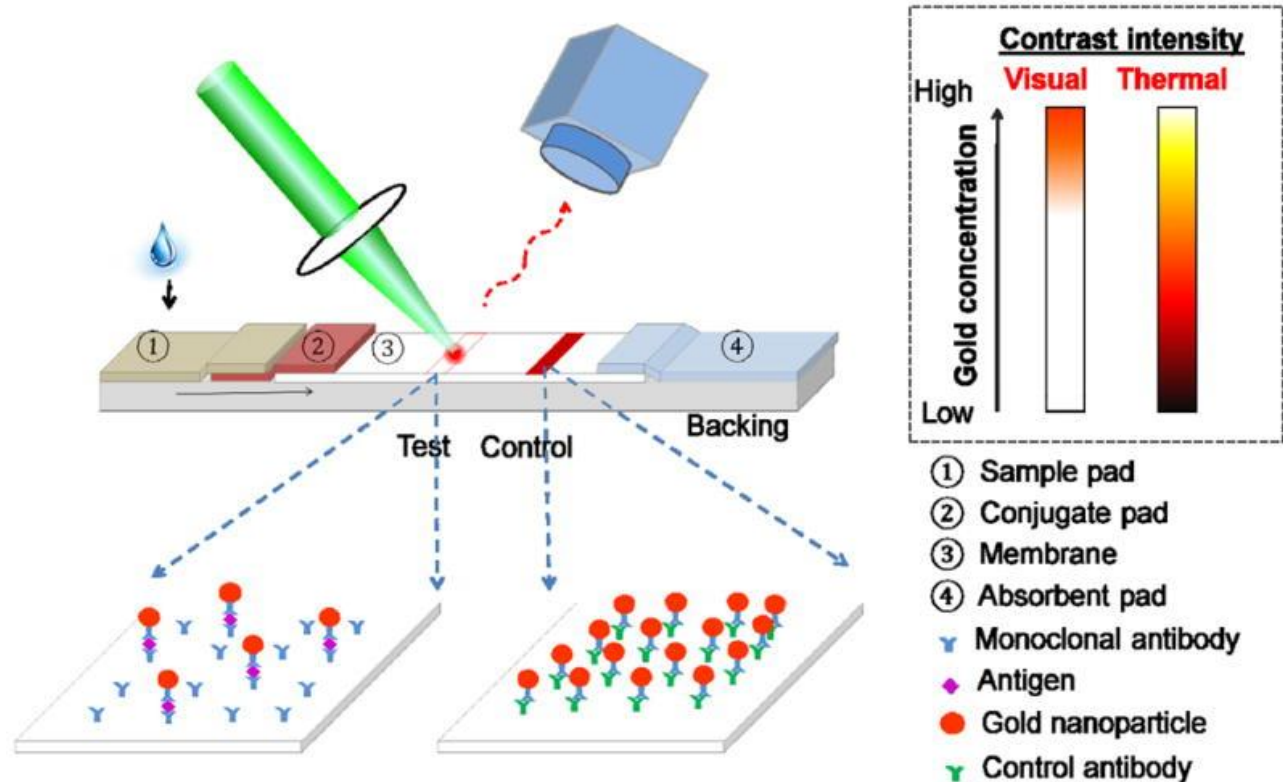 Contrast intensity
Visual Thermal
High
Gold concentration
Low
1
2
3
4
Backing
Test Control
① Sample pad
② Conjugate pad
③ Membrane
④ Absorbent pad
Monoclonal antibody
Antigen
Gold nanoparticle
Control antibody